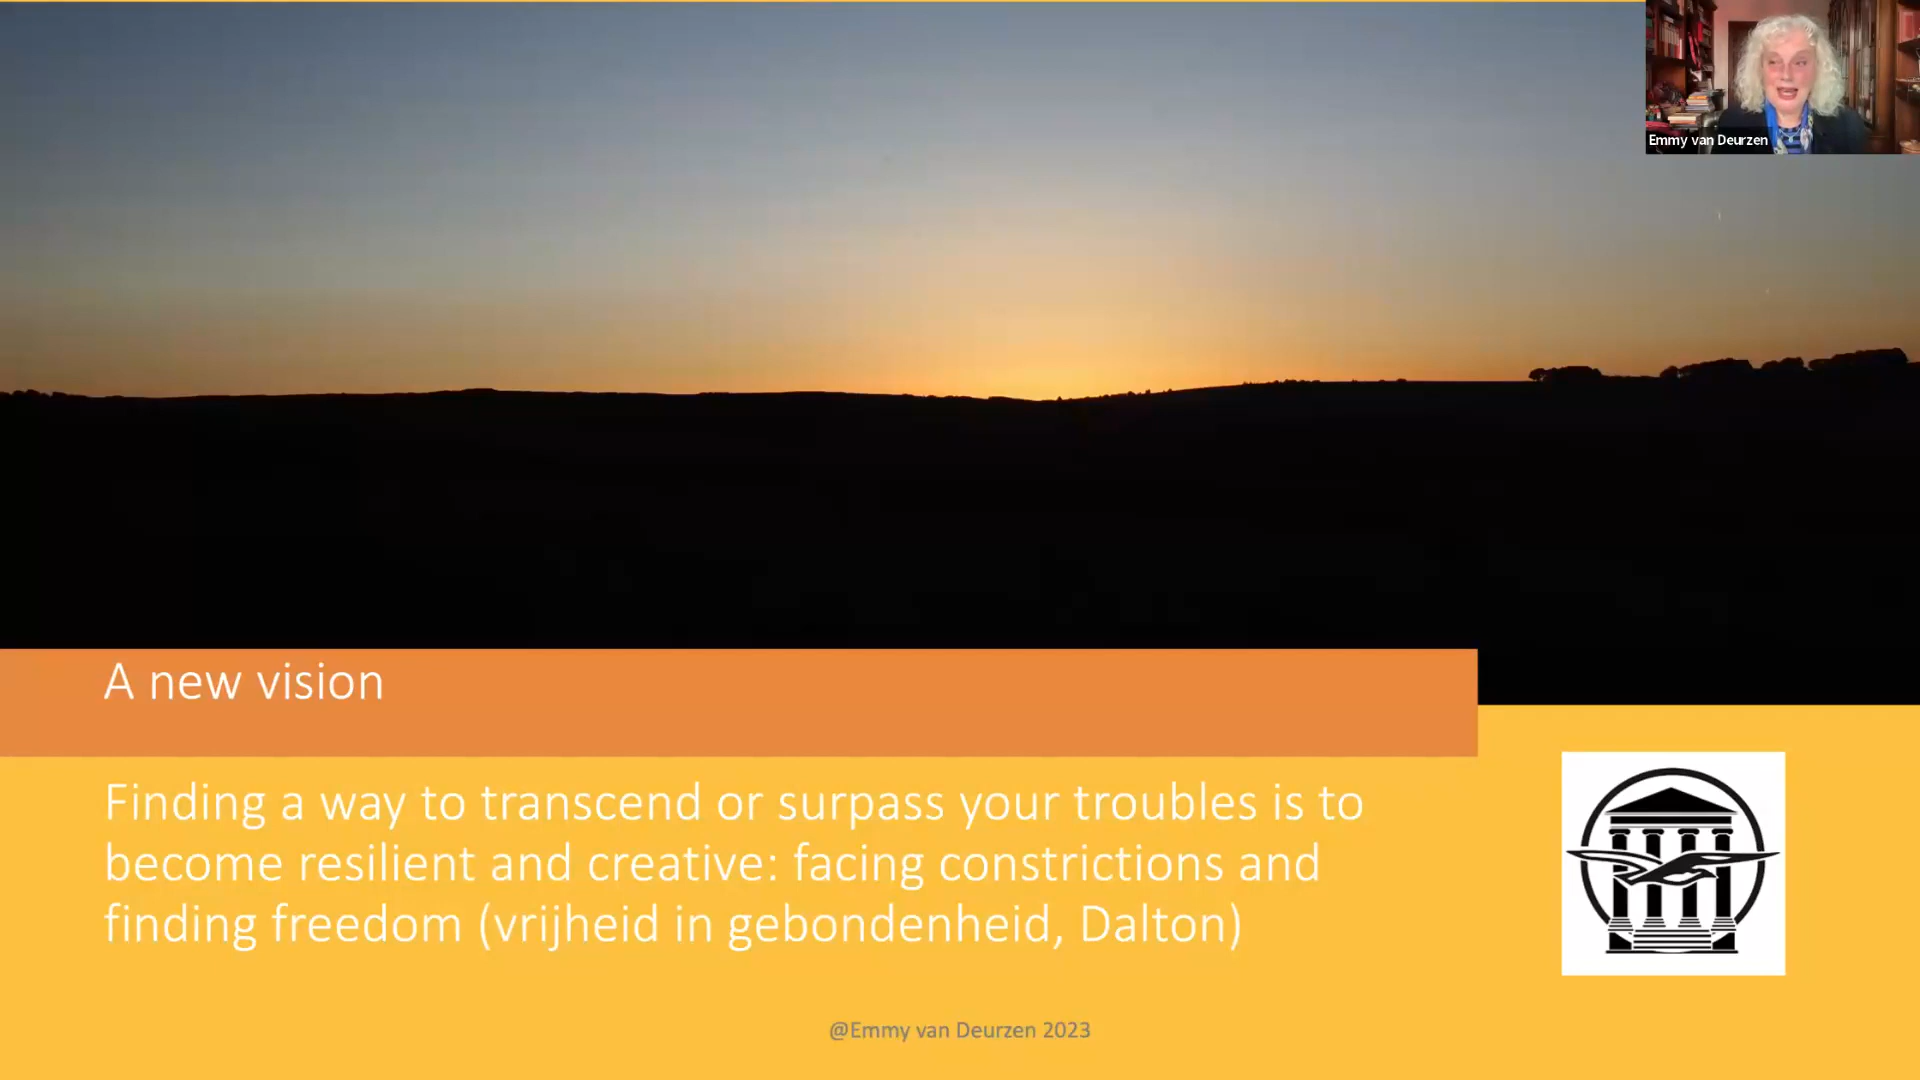 Emmy van Deurzen
A new vision
Finding a way to transcend or surpass your troubles is to
become resilient and creative: facing constrictions and
finding freedom (vrijheid in gebondenheid, Dalton)
@Emmy van Deurzen 2023